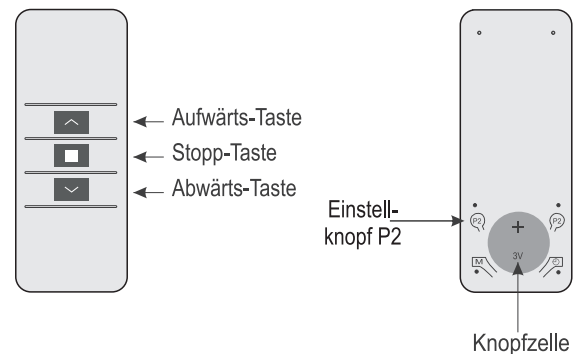 Aufwärts-Taste
Stopp-Taste
Abwärts-Taste
Einstell-
knopf P2
P2
P2
+
3V
M
Knopfzelle